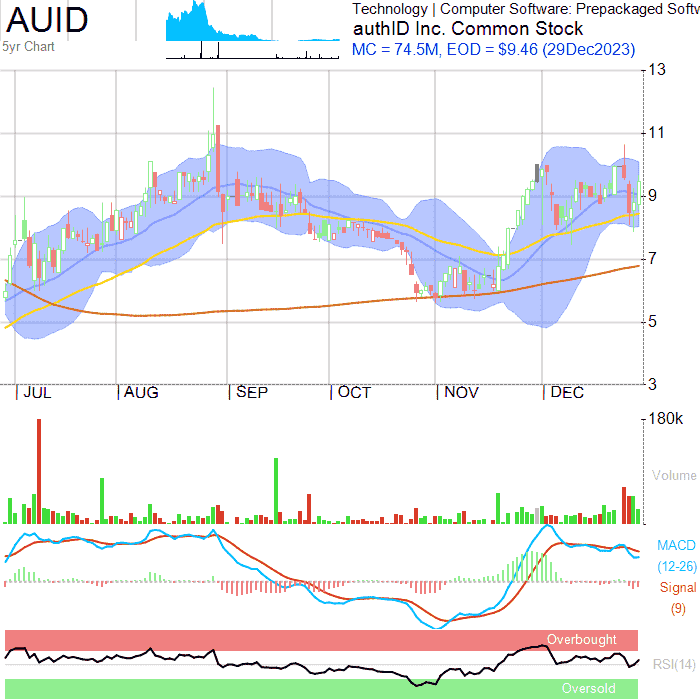 AUID
5yr Chart
Technology | Computer Software: Prepackaged Softw
authID Inc. Common Stock
MC = 74.5M, EOD = $9.46 (29Dec2023)
13
11
9
7
5
3
JUL AUG SEP OCT NOV DEC
180k
Volume
MACD
(12-26)
Signal
(9)
Overbought
RSI(14)
Oversold